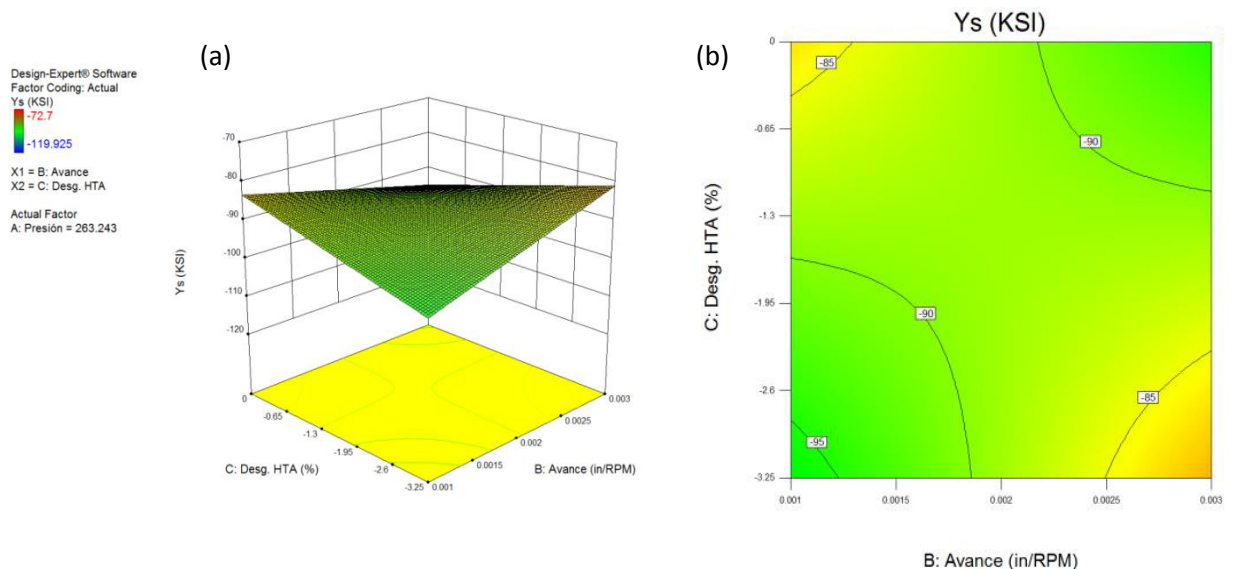 (a)
Design-Expert® Software
Factor Coding: Actual
Ys (KSI)
-72.7
-119.925
X1 = B: Avance
X2 = C: Desg. HTA
Actual Factor
A: Presión = 263.243
-70
-80
-90
-100
-110
-120
Ys (KSI)
0
-0.65
-1.3
-1.95
-2.6
-3.25
C: Desg. HTA (%)
0.001
0.0015
0.002
0.0025
0.003
B: Avance (in/RPM)
(b)
Ys (KSI)
0
-0.65
-1.3
-1.95
-2.6
-3.25
C: Desg. HTA (%)
-85
-90
-90
-85
-95
0.001
0.0015
0.002
0.0025
0.003
B: Avance (in/RPM)